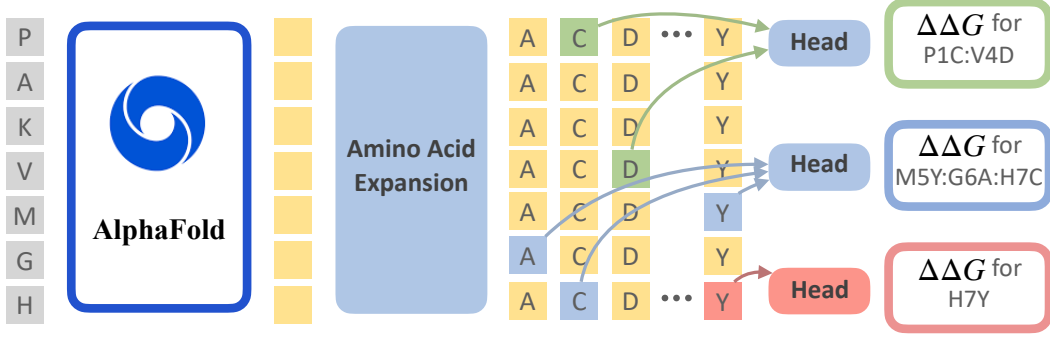 P
A
K
V
M
G
H
AlphaFold
Amino Acid
Expansion
A C D ••• Y
A C D Y
A C D Y
A C D Y
A C D Y
A C D Y
A C D ••• Y
Head
Head
Head
ΔΔG for
P1C:V4D
ΔΔG for
M5Y:G6A:H7C
ΔΔG for
H7Y